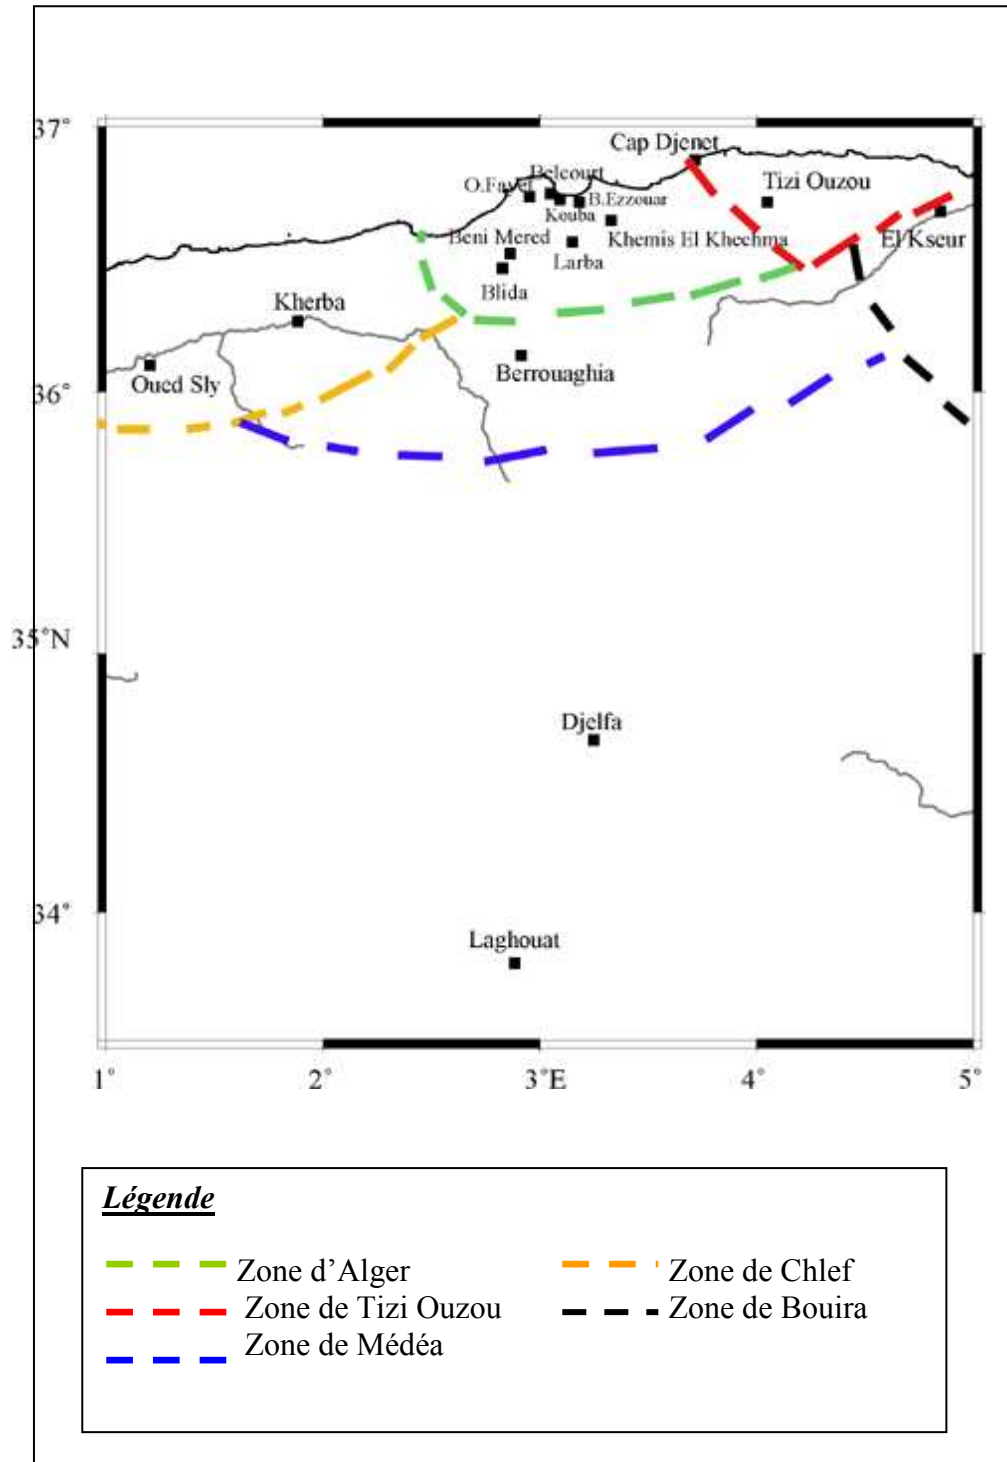 37°
Cap Djenet
Belcourt
O.Fayet
Tizi Ouzou
B.Ezzouar
Kouba
Khemis El Khechma
El Kseur
Beni Mered
Larba
Blida
Kherba
Berrouaghia
Oued Sly
36°
35°N
Djelfa
34°
Laghouat
1° 2° 3°E 4° 5°
Légende
Zone d’Alger
Zone de Chlef
Zone de Tizi Ouzou
Zone de Bouira
Zone de Médéa